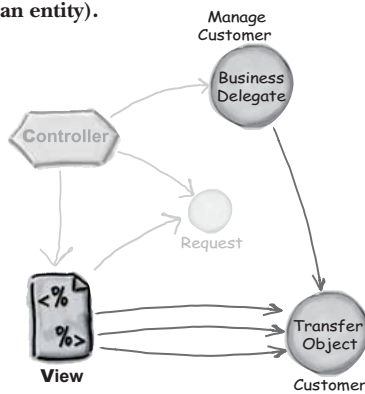 an entity).
Manage
Customer
Business
Delegate
Controller
Request
<%
%>
View
Transfer
Object
Customer